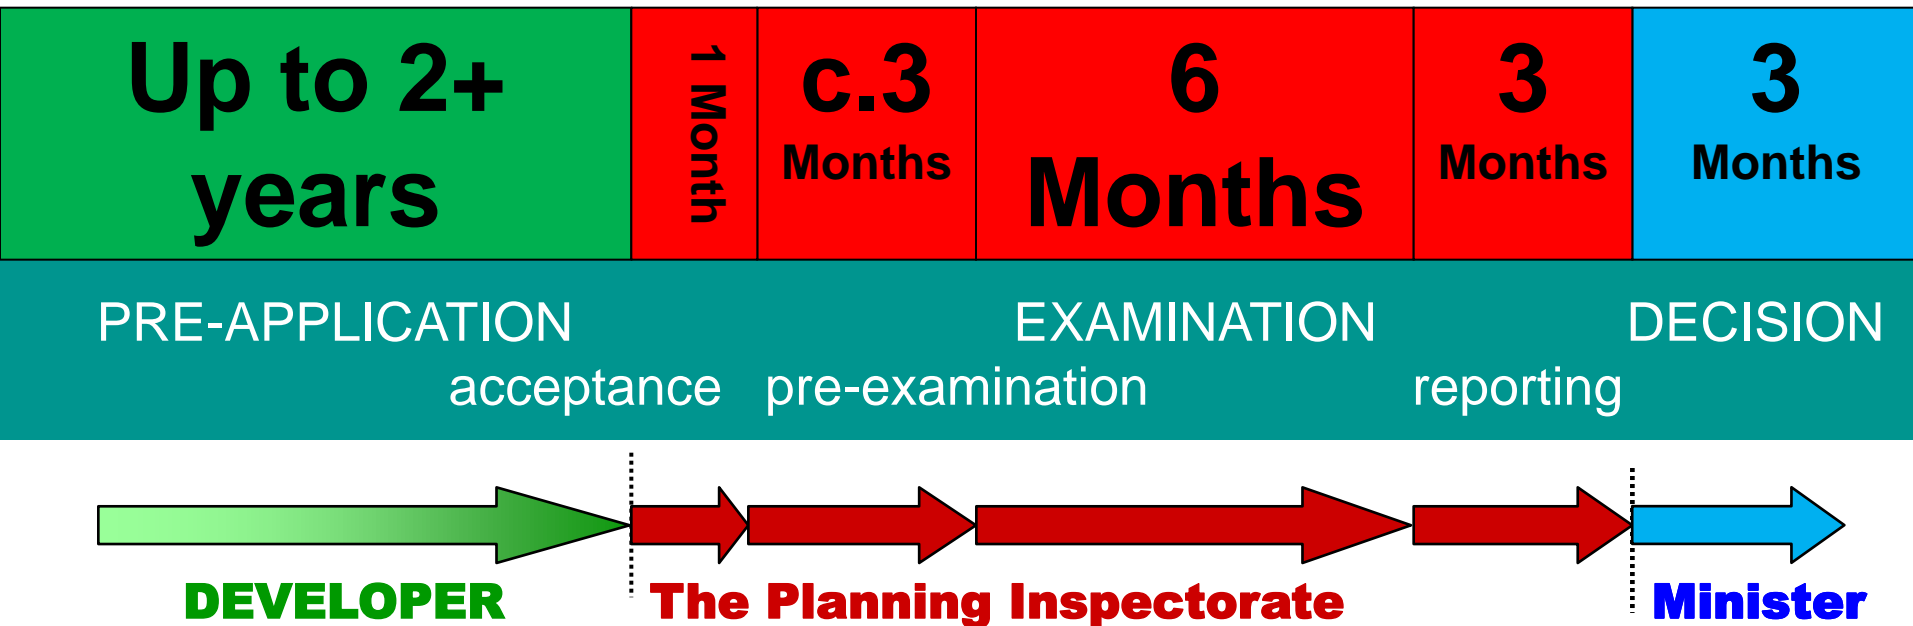 Up to 2+
years
1 Month
c.3
Months
6
Months
3
Months
3
Months
PRE-APPLICATION
EXAMINATION
DECISION
acceptance
pre-examination
reporting
DEVELOPER
The Planning Inspectorate
Minister